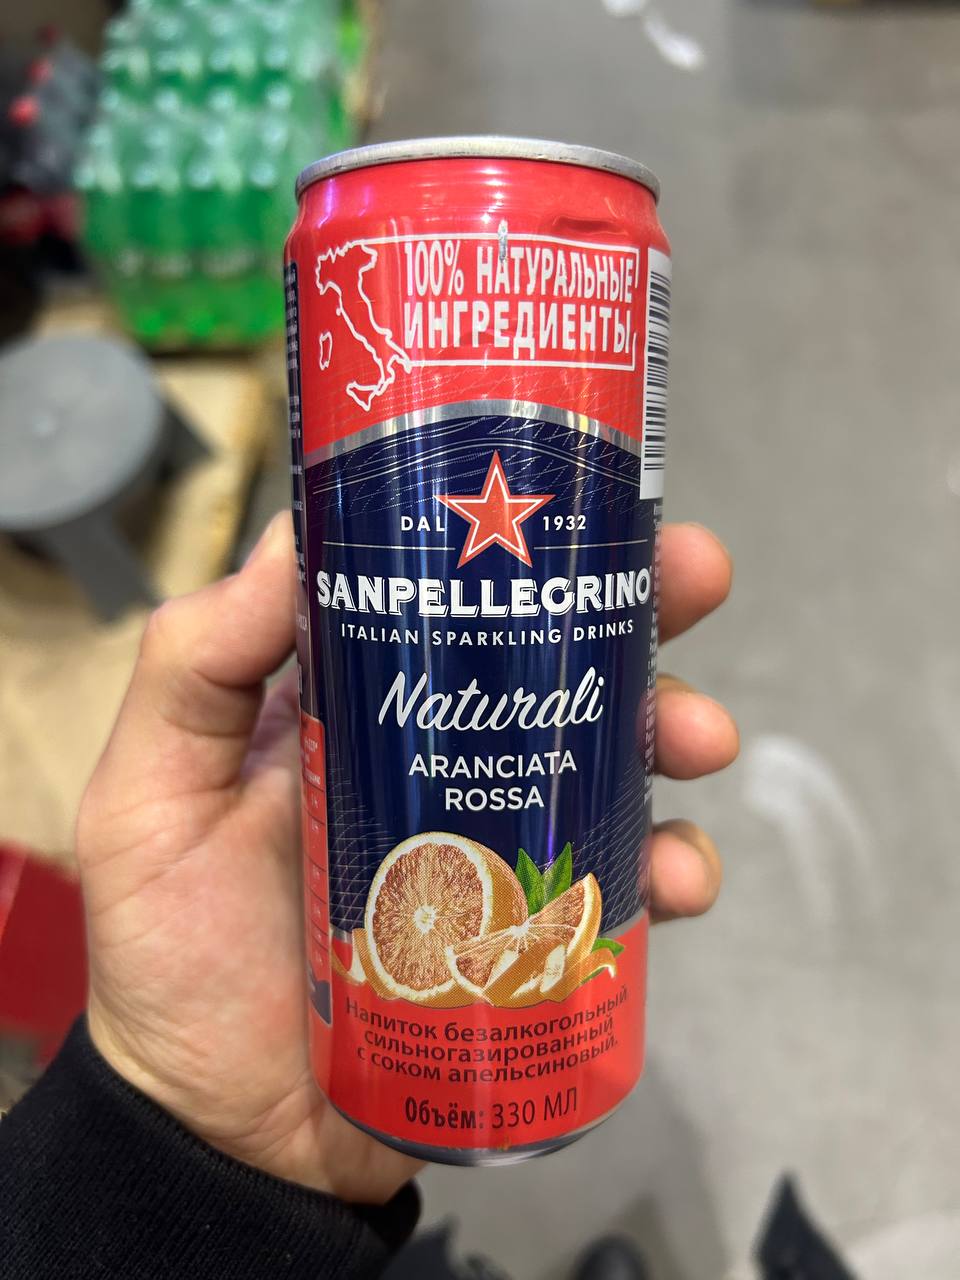 100% НАТУРАЛЬНЫЕ
ИНГРЕДИЕНТЫ
DAL 1932
SANPELLEGRINO
ITALIAN SPARKLING DRINKS
Naturali
ARANCIATA
ROSSA
Напиток безалкогольный
сильногазированный
с соком апельсиновый.
Объём: 330 МЛ